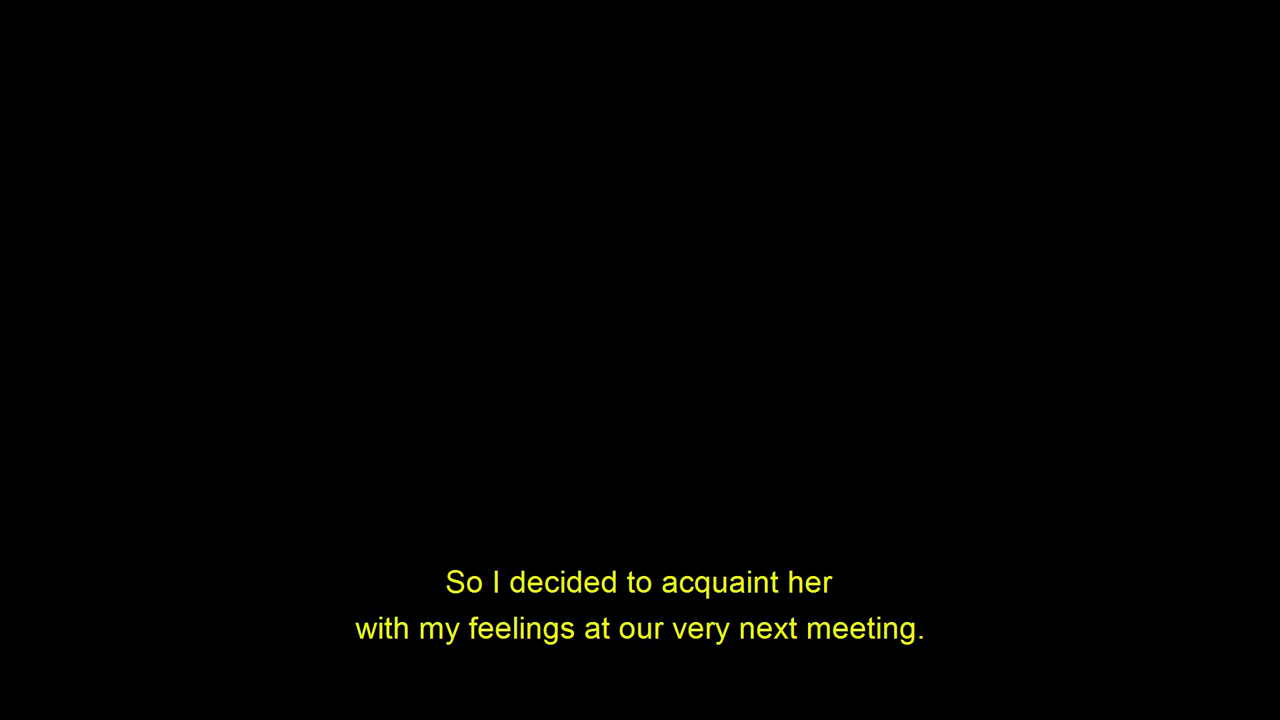 So I decided to acquaint her
with my feelings at our very next meeting.